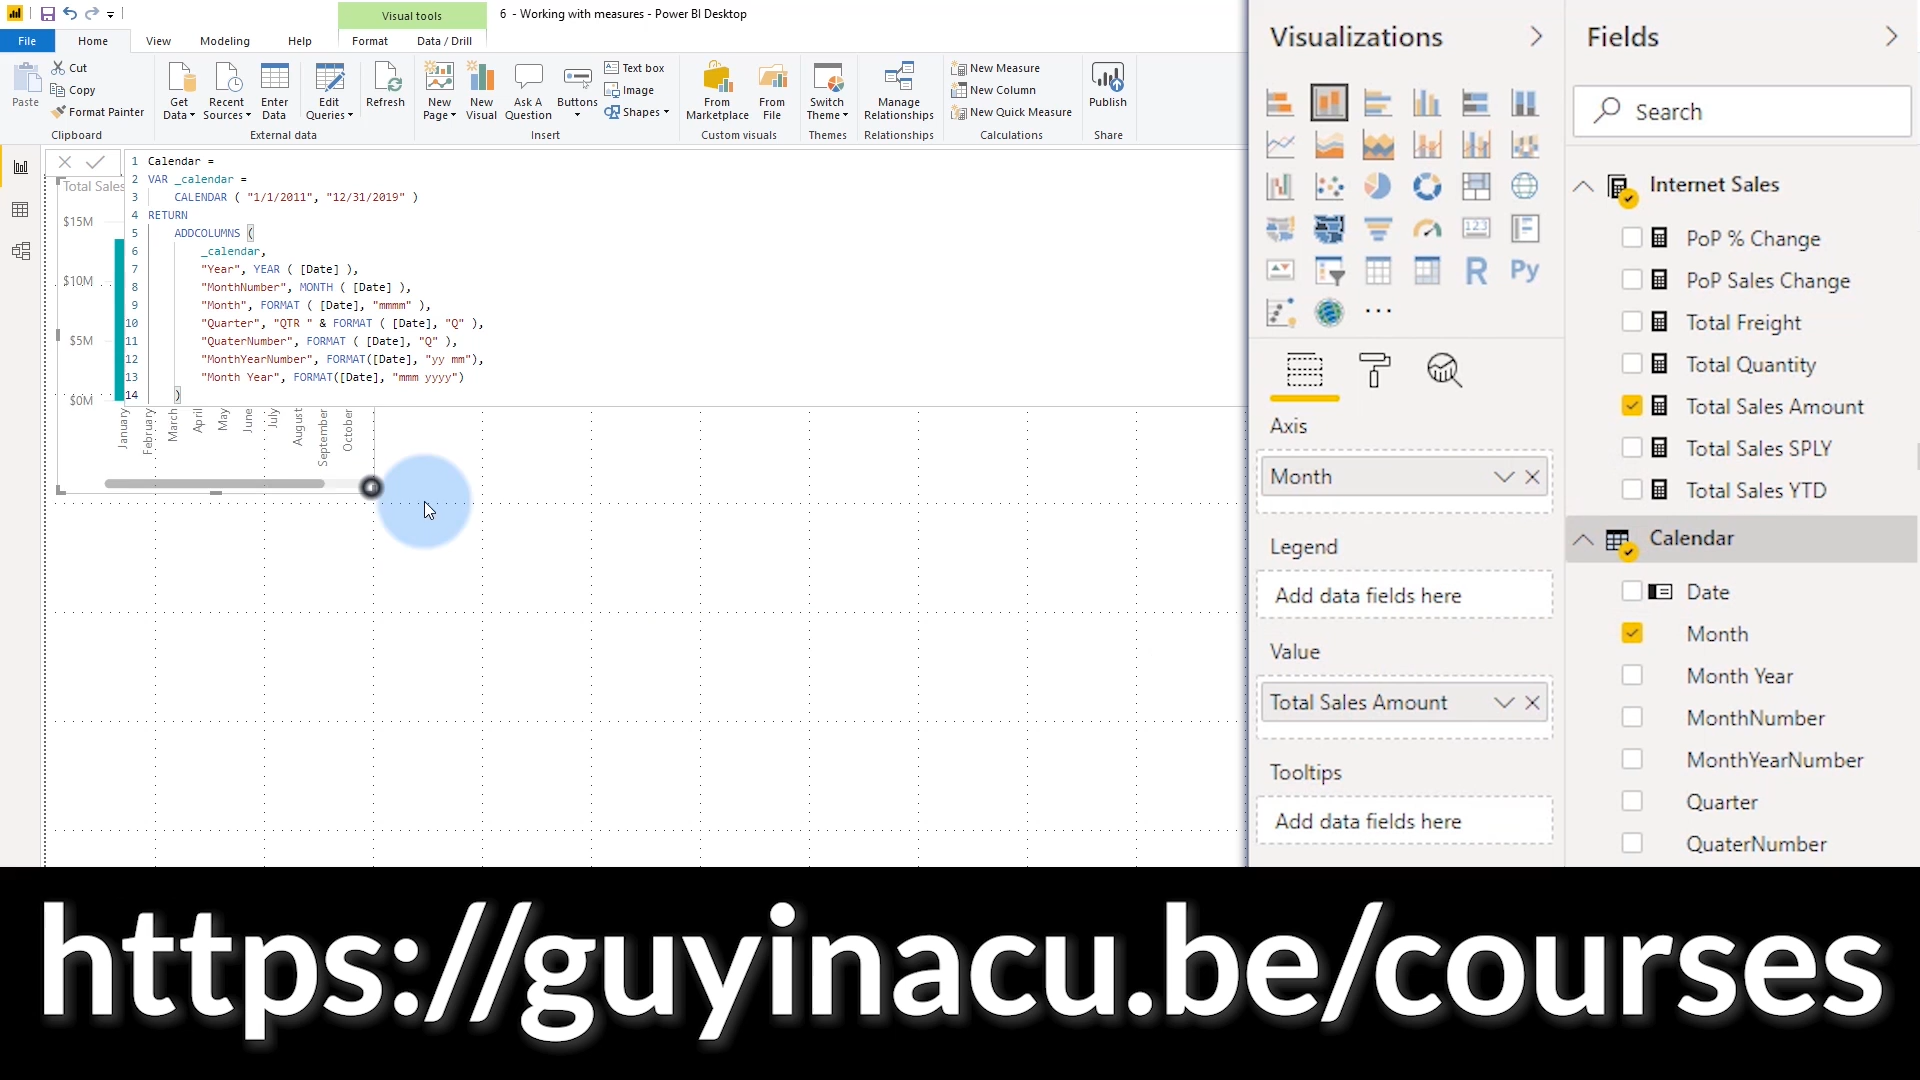 Visual tools
6 - Working with measures - Power BI Desktop
File
Home
View
Modeling
Help
Format
Data / Drill
Paste
Cut
Copy
Format Painter
Clipboard
Get Data
Recent Sources
Enter Data
Edit Queries
Refresh
External data
New Page
New Visual
Ask A Question
Buttons
Text box
Image
Shapes
Insert
From Marketplace
From File
Custom visuals
Switch Theme
Themes
Manage Relationships
Relationships
New Measure
New Column
New Quick Measure
Calculations
Publish
Share
1 Calendar =
2 VAR _calendar =
3 CALENDAR ( "1/1/2011", "12/31/2019" )
4 RETURN
5 ADDCOLUMNS (
6 _calendar,
7 "Year", YEAR ( [Date] ),
8 "MonthNumber", MONTH ( [Date] ),
9 "Month", FORMAT ( [Date], "mmmm" ),
10 "Quarter", "QTR " & FORMAT ( [Date], "Q" ),
11 "QuaterNumber", FORMAT ( [Date], "Q" ),
12 "MonthYearNumber", FORMAT([Date], "yy mm"),
13 "Month Year", FORMAT([Date], "mmm yyyy")
14 )
Total Sales
$15M
$10M
$5M
$0M
January
February
March
April
May
June
July
August
September
October
Visualizations
R
Py
123
Axis
Month
Legend
Add data fields here
Value
Total Sales Amount
Tooltips
Add data fields here
Fields
Search
Internet Sales
PoP % Change
PoP Sales Change
Total Freight
Total Quantity
Total Sales Amount
Total Sales SPLY
Total Sales YTD
Calendar
Date
Month
Month Year
MonthNumber
MonthYearNumber
Quarter
QuaterNumber
https://guyinacu.be/courses